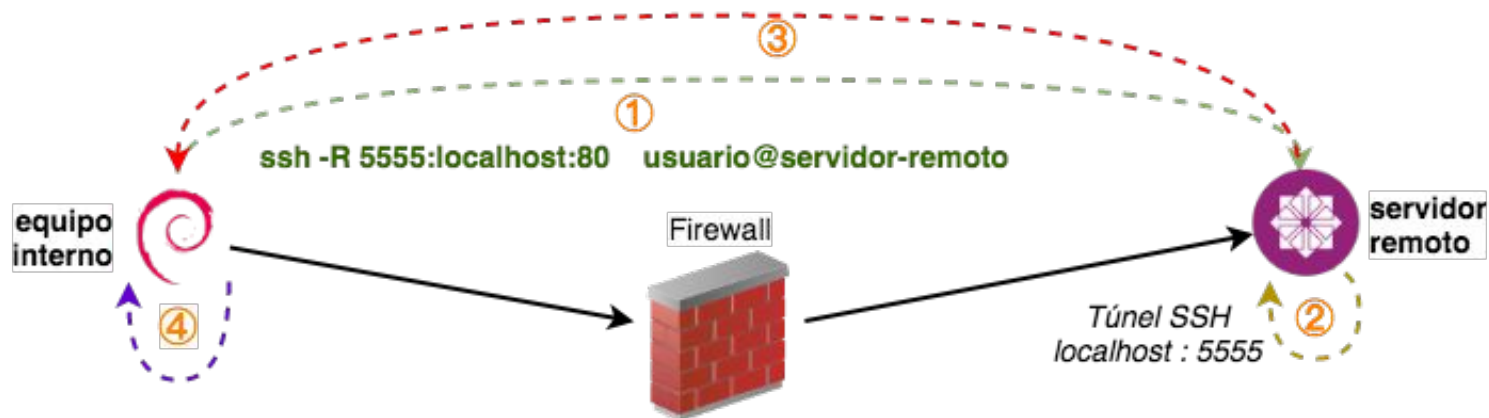 ③
①
ssh -R 5555:localhost:80 usuario@servidor-remoto
equipo
interno
Firewall
servidor
remoto
④
Túnel SSH
localhost : 5555
②